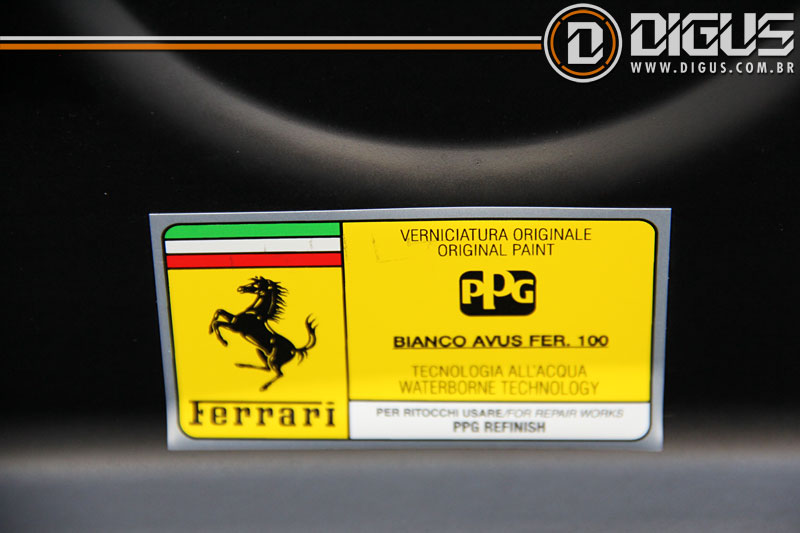 DIGUS
WWW.DIGUS.COM.BR
VERNICIATURA ORIGINALE
ORIGINAL PAINT
PPG
BIANCO AVUS FER. 100
TECNOLOGIA ALL'ACQUA
WATERBORNE TECHNOLOGY
Ferrari
PER RITOCCHI USARE/FOR REPAIR WORKS
PPG REFINISH